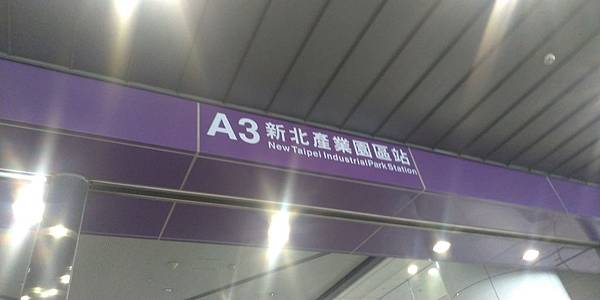 A3 新北產業園區站
New Taipei Industrial Park Station